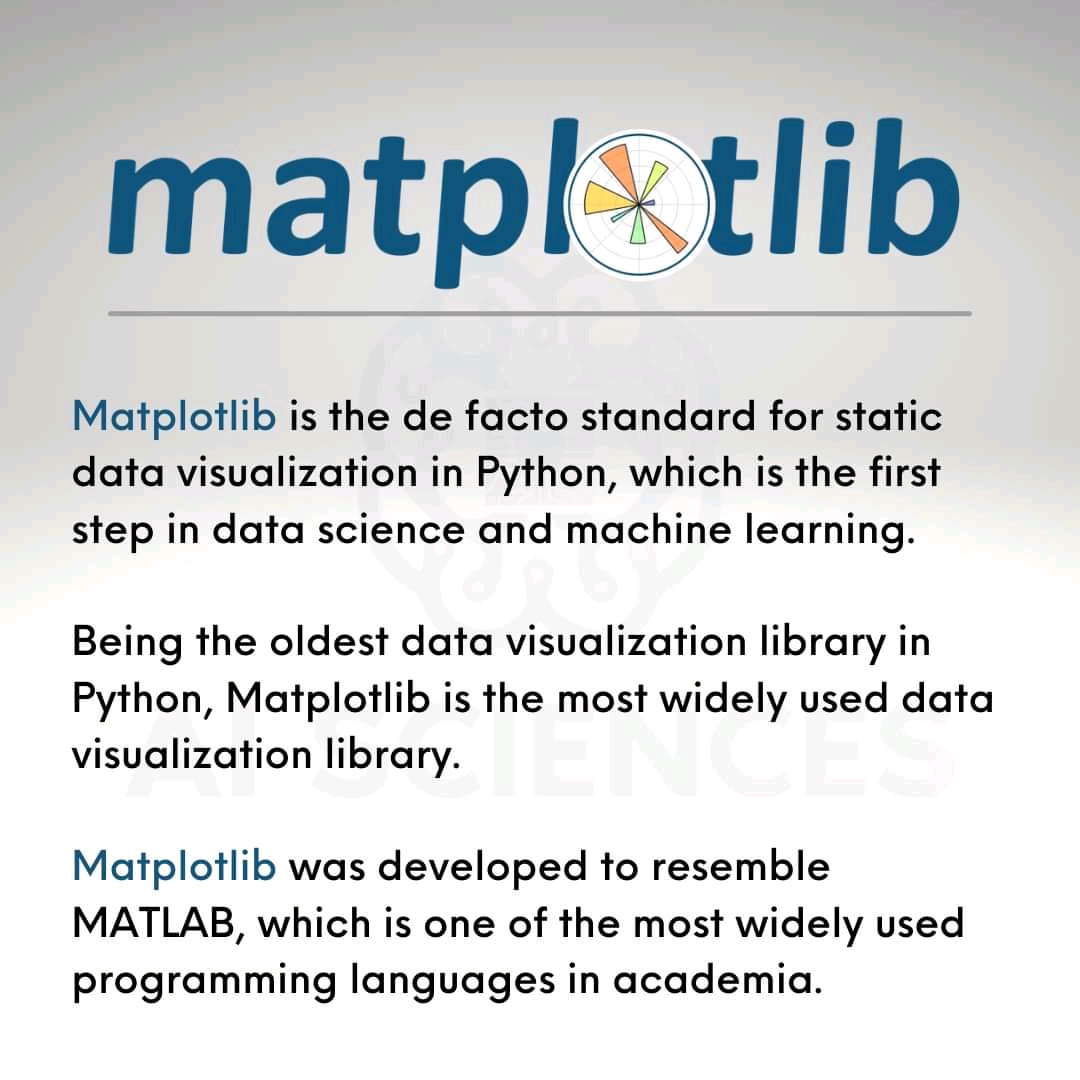 matplotlib
Matplotlib is the de facto standard for static
data visualization in Python, which is the first
step in data science and machine learning.
Being the oldest data visualization library in
Python, Matplotlib is the most widely used data
visualization library.
AI SCIENCES
Matplotlib was developed to resemble
MATLAB, which is one of the most widely used
programming languages in academia.